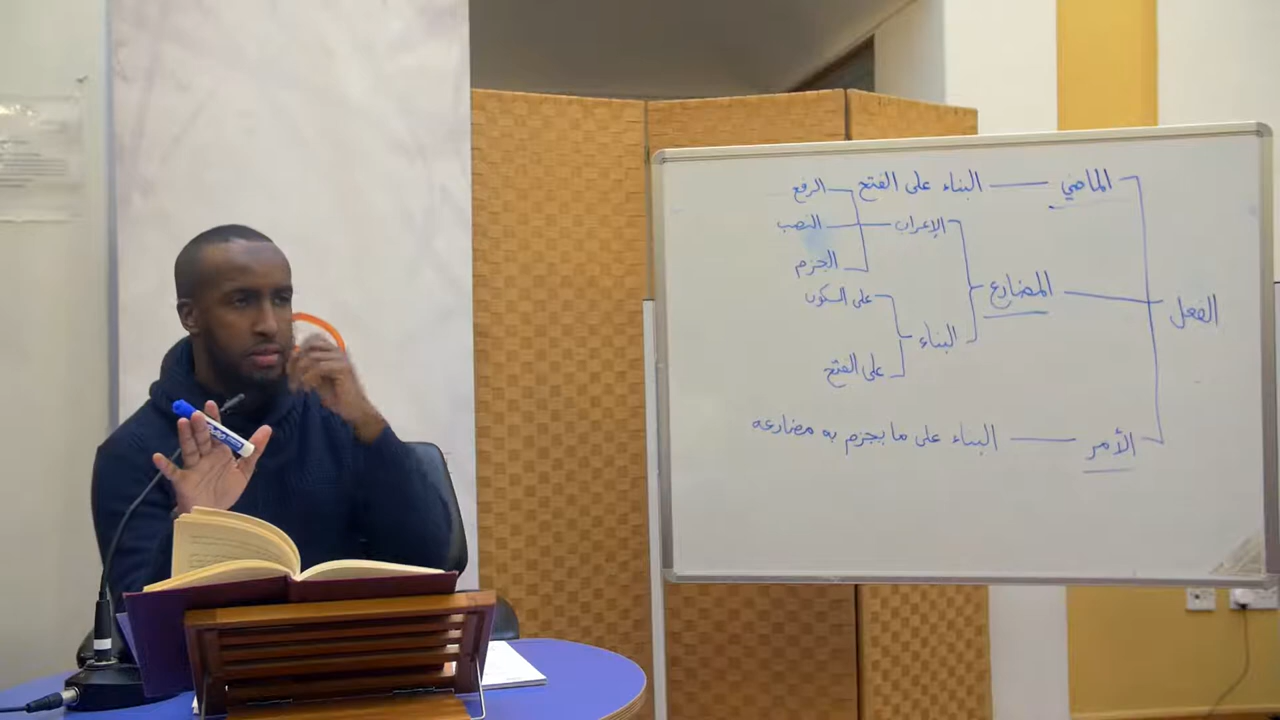 الماضي — البناء على الفتح
الرفع
الإعراب
النصب
الجزم
المضارع
على السكون
الفعل
البناء
على الفتح
الأمر — البناء على ما يجزم به مضارعه